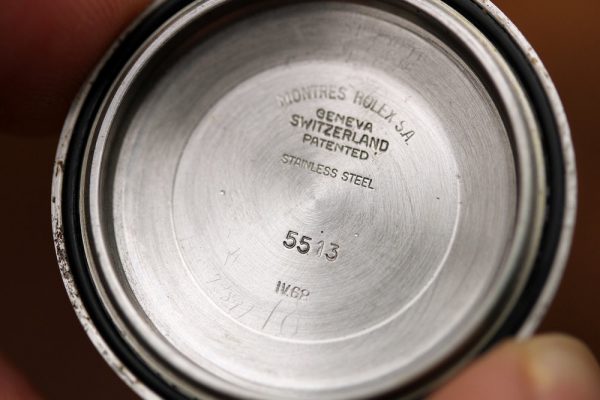 MONTRES ROLEX S.A.
GENEVA
SWITZERLAND
PATENTED
STAINLESS STEEL
5513
IV.68